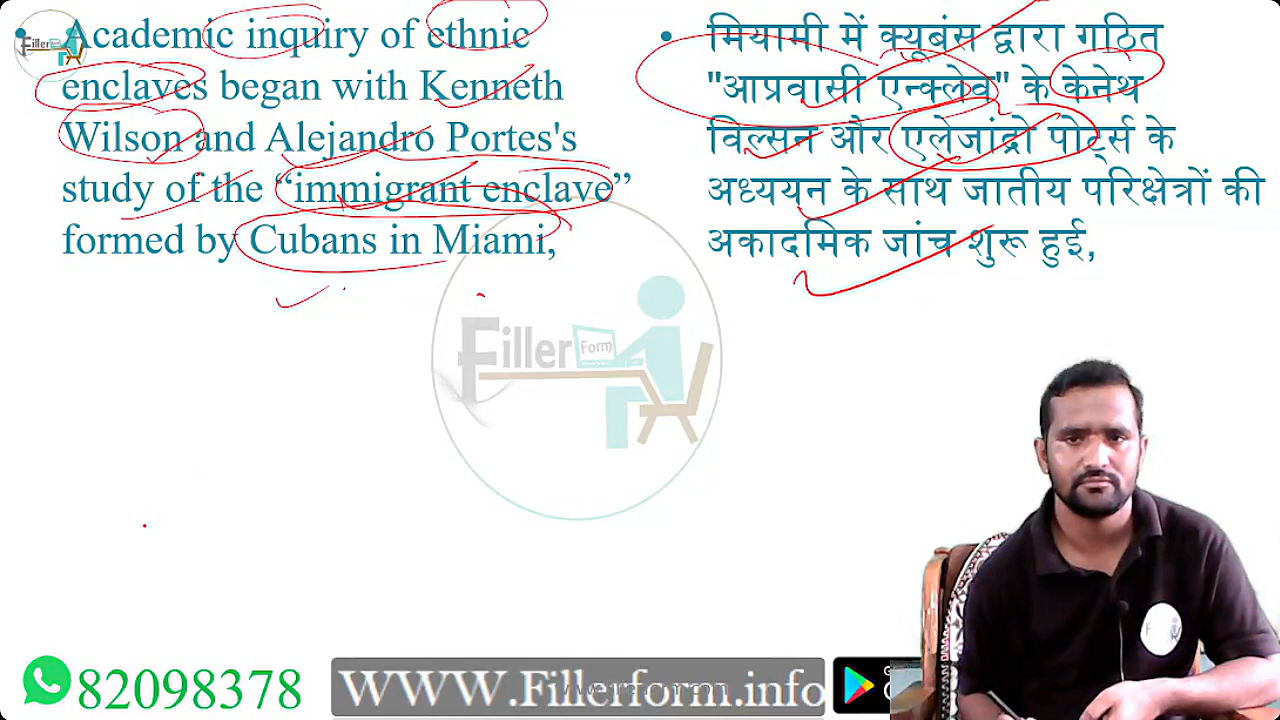 Academic inquiry of ethnic
enclaves began with Kenneth
Wilson and Alejandro Portes's
study of the “immigrant enclave”
formed by Cubans in Miami,
मियामी में क्यूबंस द्वारा गठित
"आप्रवासी एन्क्लेव" के केनेथ
विल्सन और एलेजांद्रो पोर्ट्स के
अध्ययन के साथ जातीय परिक्षेत्रों की
अकादमिक जांच शुरू हुई,
Filler Form
82098378
WWW.Fillerform.info